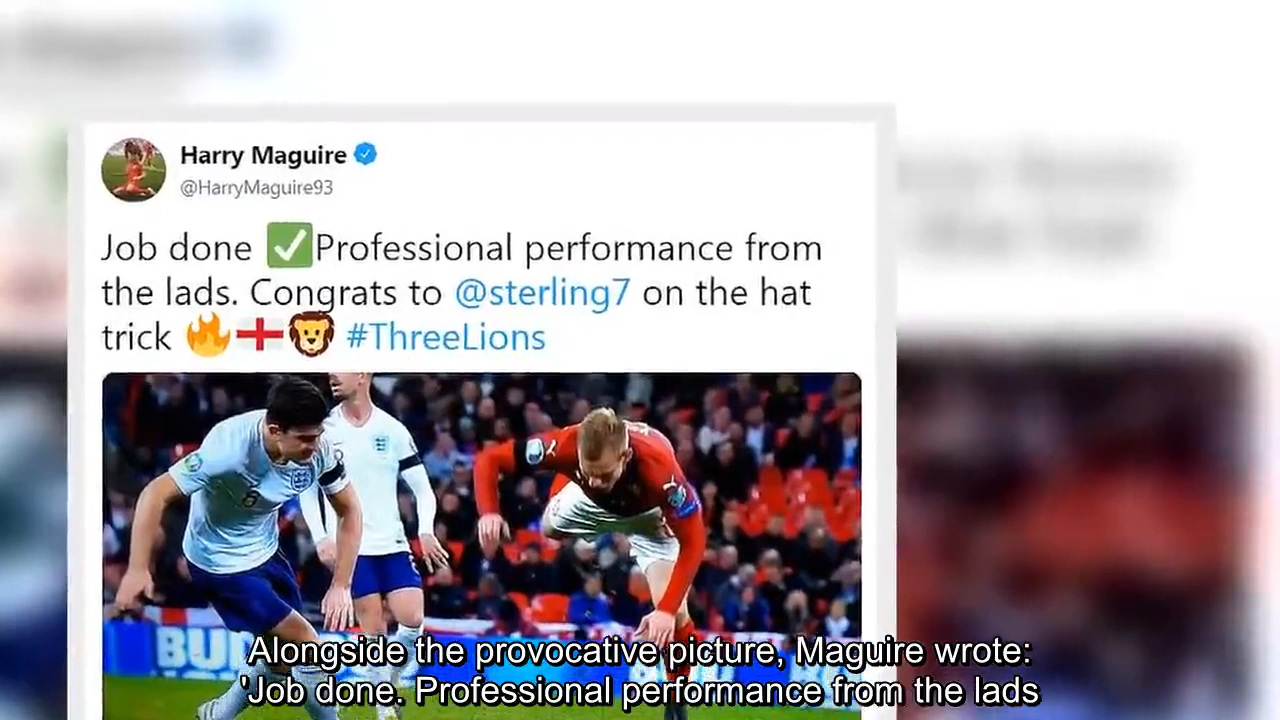 Harry Maguire
@HarryMaguire93
Job done ✅Professional performance from
the lads. Congrats to @sterling7 on the hat
trick 🔥🏴󠁧󠁢󠁥󠁮󠁧󠁿🦁 #ThreeLions
6
Alongside the provocative picture, Maguire wrote:
'Job done. Professional performance from the lads